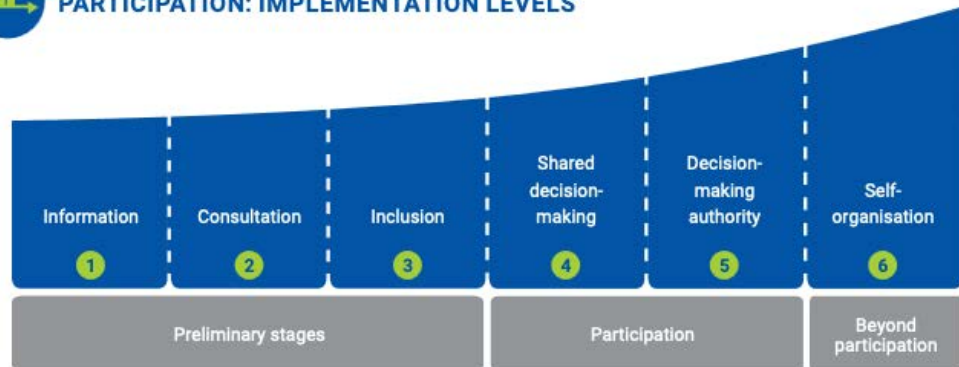 PARTICIPATION: IMPLEMENTATION LEVELS
Information
1
Consultation
2
Inclusion
3
Shared
decision-
making
4
Decision-
making
authority
5
Self-
organisation
6
Preliminary stages
Participation
Beyond
participation